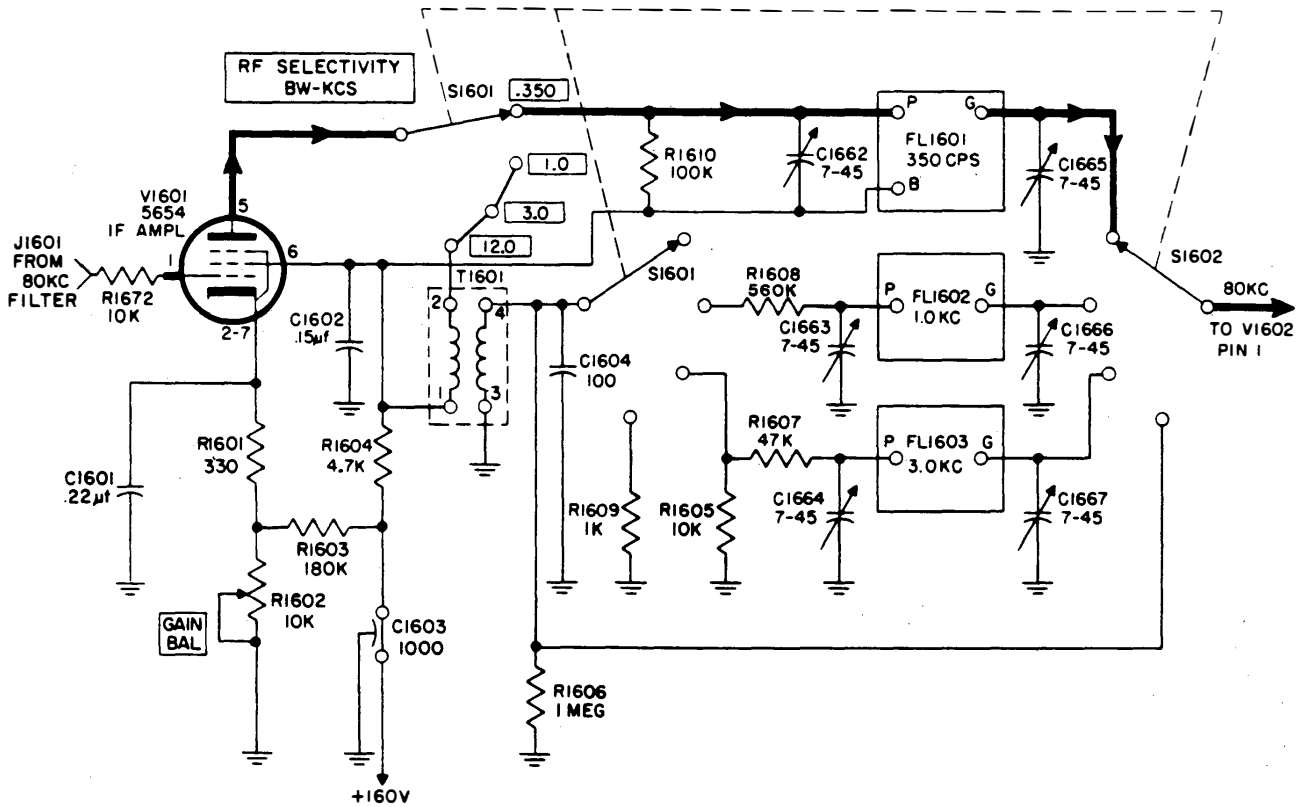 RF SELECTIVITY
BW-KCS
S1601
.350
1.0
3.0
12.0
V1601
5654
IF AMPL
5
6
1
2-7
J1601
FROM
80KC
FILTER
R1672
10K
C1602
.15µf
T1601
2
4
1
3
R1610
100K
C1662
7-45
P
G
B
FL1601
350 CPS
C1665
7-45
S1601
S1602
80KC
TO V1602
PIN 1
R1608
560K
C1663
7-45
P
G
FL1602
1.0 KC
C1666
7-45
C1604
100
R1607
47K
P
G
FL1603
3.0 KC
C1664
7-45
C1667
7-45
R1609
1K
R1605
10K
R1601
330
R1604
4.7K
C1601
.22µf
R1603
180K
R1602
10K
GAIN
BAL
C1603
1000
R1606
1 MEG
+160V